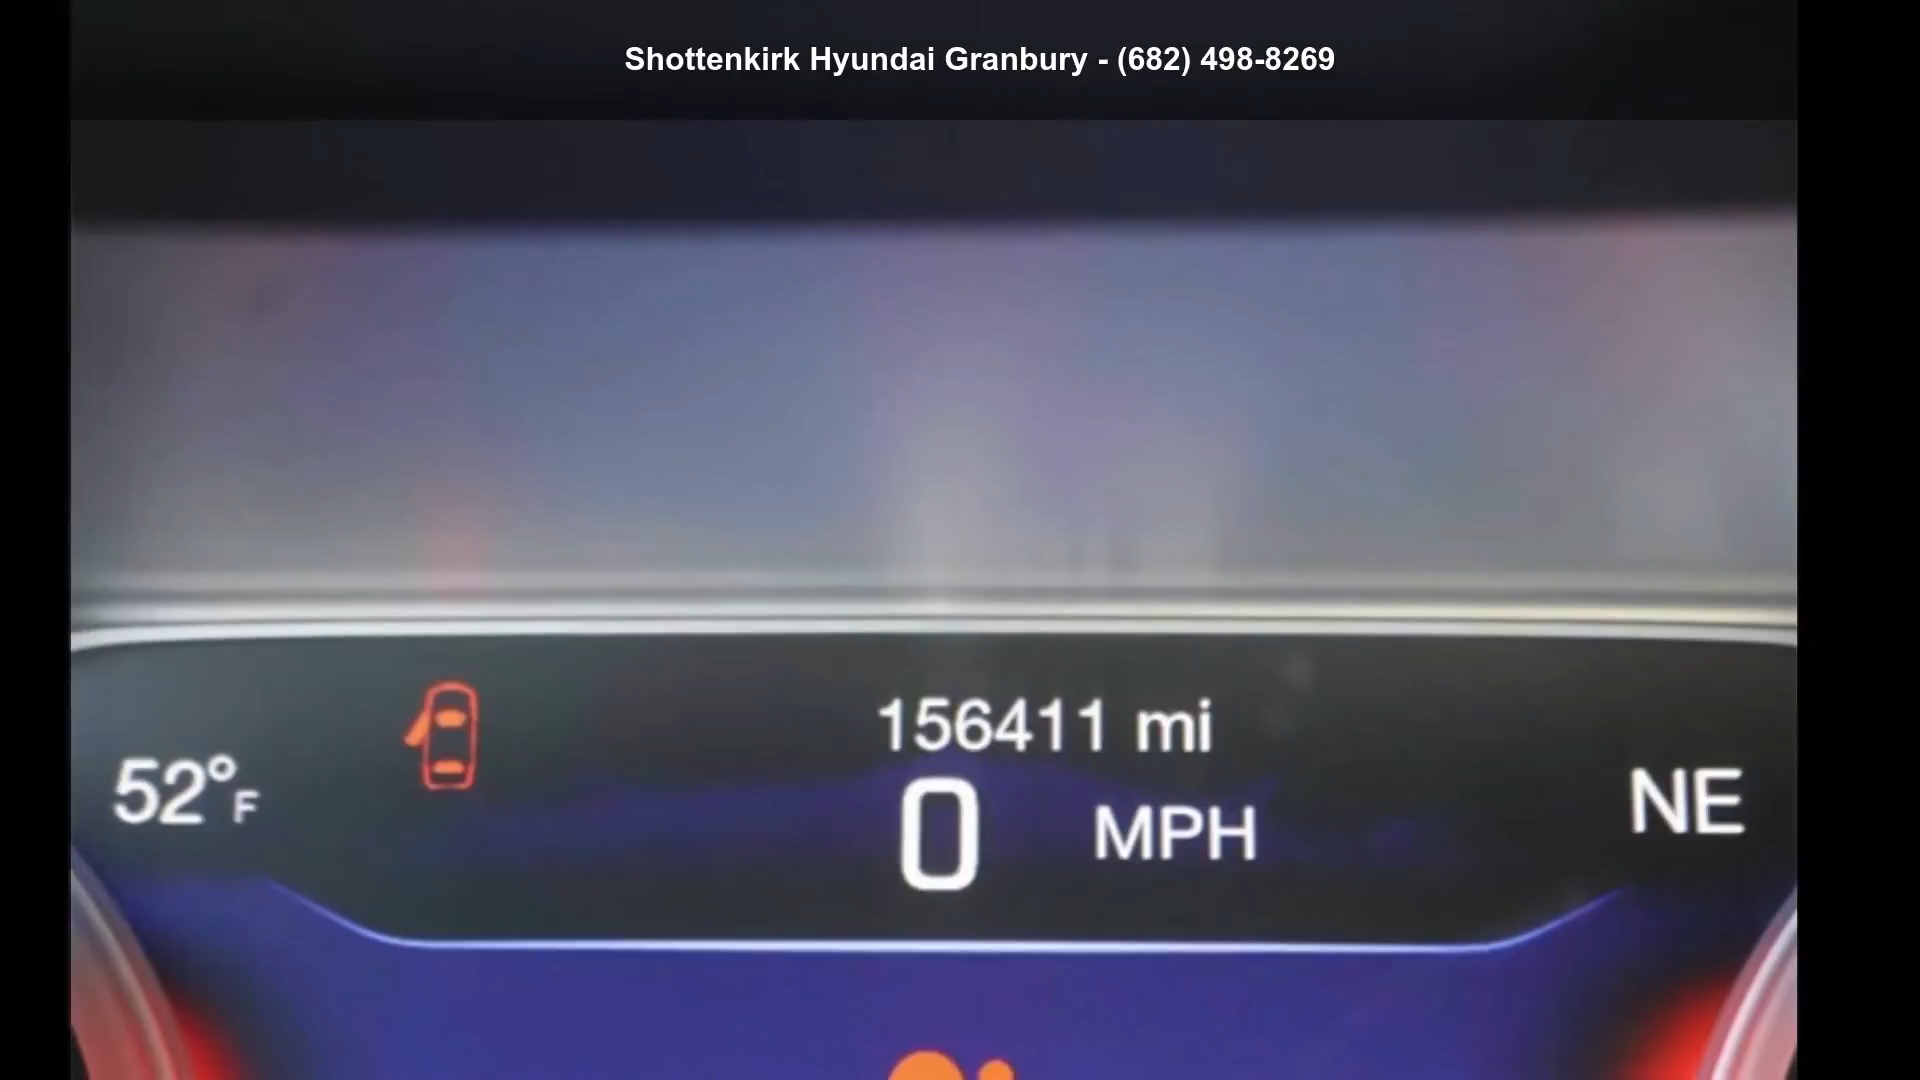 Shottenkirk Hyundai Granbury - (682) 498-8269
156411 mi
52°F
0 MPH
NE